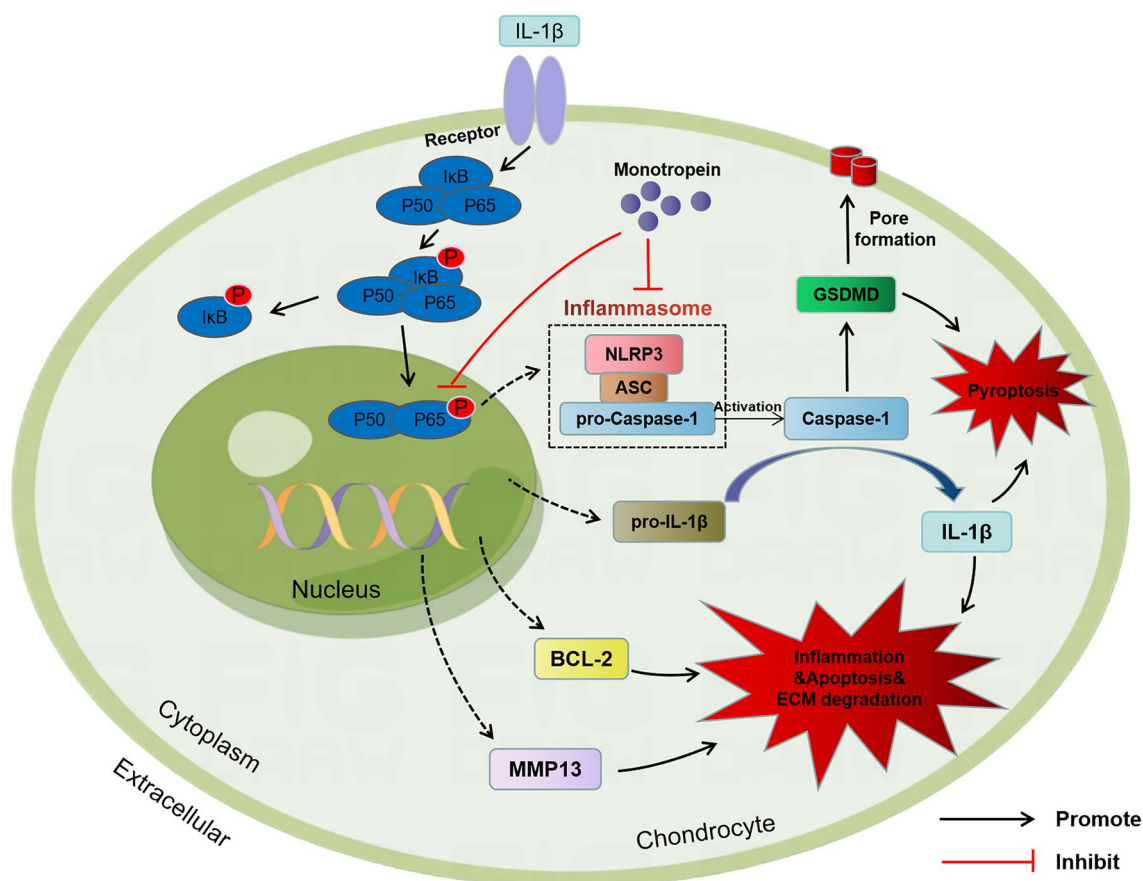 IL-1β
Receptor
IκB
P50
P65
Monotropein
P
IκB
P50
P65
P
IκB
Pore
formation
GSDMD
Inflammasome
NLRP3
ASC
pro-Caspase-1
Activation
Caspase-1
Pyroptosis
P50
P65
P
pro-IL-1β
IL-1β
Nucleus
BCL-2
Inflammation
&Apoptosis&
ECM degradation
MMP13
Cytoplasm
Extracellular
Chondrocyte
Promote
Inhibit